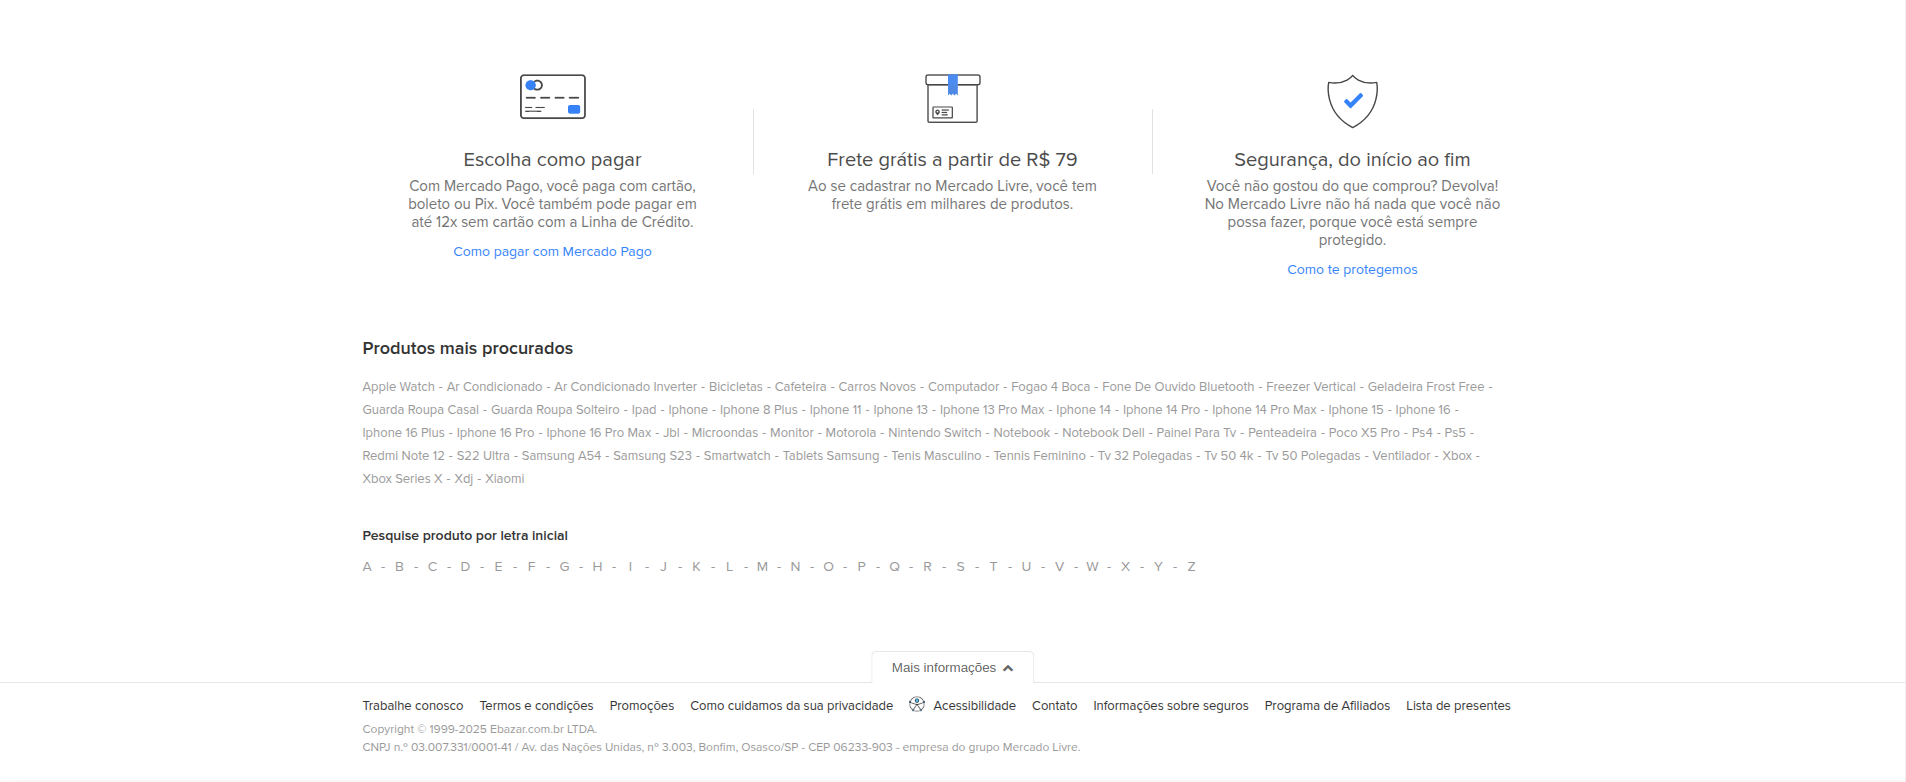 Escolha como pagar
Com Mercado Pago, você paga com cartão,
boleto ou Pix. Você também pode pagar em
até 12x sem cartão com a Linha de Crédito.
Como pagar com Mercado Pago
Frete grátis a partir de R$ 79
Ao se cadastrar no Mercado Livre, você tem
frete grátis em milhares de produtos.
Segurança, do início ao fim
Você não gostou do que comprou? Devolva!
No Mercado Livre não há nada que você não
possa fazer, porque você está sempre
protegido.
Como te protegemos
Produtos mais procurados
Apple Watch - Ar Condicionado - Ar Condicionado Inverter - Bicicletas - Cafeteira - Carros Novos - Computador - Fogao 4 Boca - Fone De Ouvido Bluetooth - Freezer Vertical - Geladeira Frost Free -
Guarda Roupa Casal - Guarda Roupa Solteiro - Ipad - Iphone - Iphone 8 Plus - Iphone 11 - Iphone 13 - Iphone 13 Pro Max - Iphone 14 - Iphone 14 Pro - Iphone 14 Pro Max - Iphone 15 - Iphone 16 -
Iphone 16 Plus - Iphone 16 Pro - Iphone 16 Pro Max - Jbl - Microondas - Monitor - Motorola - Nintendo Switch - Notebook - Notebook Dell - Painel Para Tv - Penteadeira - Poco X5 Pro - Ps4 - Ps5 -
Redmi Note 12 - S22 Ultra - Samsung A54 - Samsung S23 - Smartwatch - Tablets Samsung - Tenis Masculino - Tennis Feminino - Tv 32 Polegadas - Tv 50 4k - Tv 50 Polegadas - Ventilador - Xbox -
Xbox Series X - Xdj - Xiaomi
Pesquise produto por letra inicial
A - B - C - D - E - F - G - H - I - J - K - L - M - N - O - P - Q - R - S - T - U - V - W - X - Y - Z
Mais informações
Trabalhe conosco Termos e condições Promoções Como cuidamos da sua privacidade Acessibilidade Contato Informações sobre seguros Programa de Afiliados Lista de presentes
Copyright © 1999-2025 Ebazar.com.br LTDA.
CNPJ n.º 03.007.331/0001-41 / Av. das Nações Unidas, nº 3.003, Bonfim, Osasco/SP - CEP 06233-903 - empresa do grupo Mercado Livre.